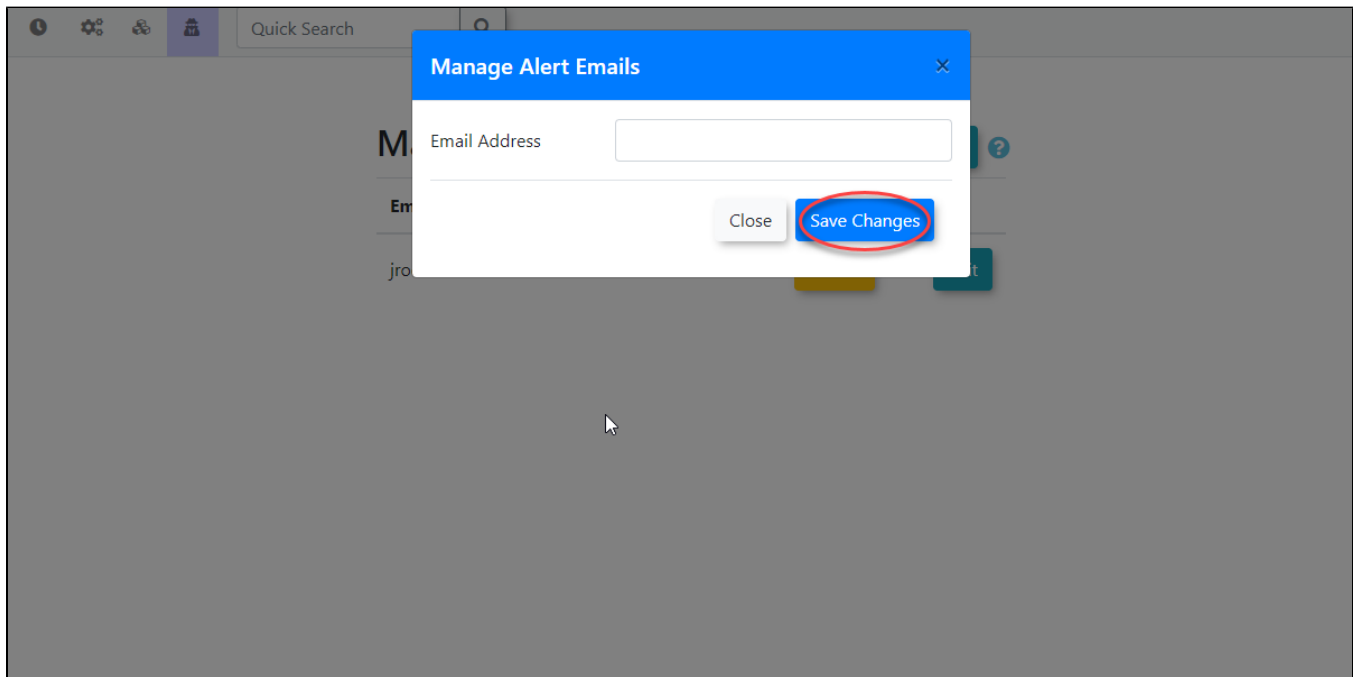 Quick Search
Manage Alert Emails
Email Address
Close
Save Changes